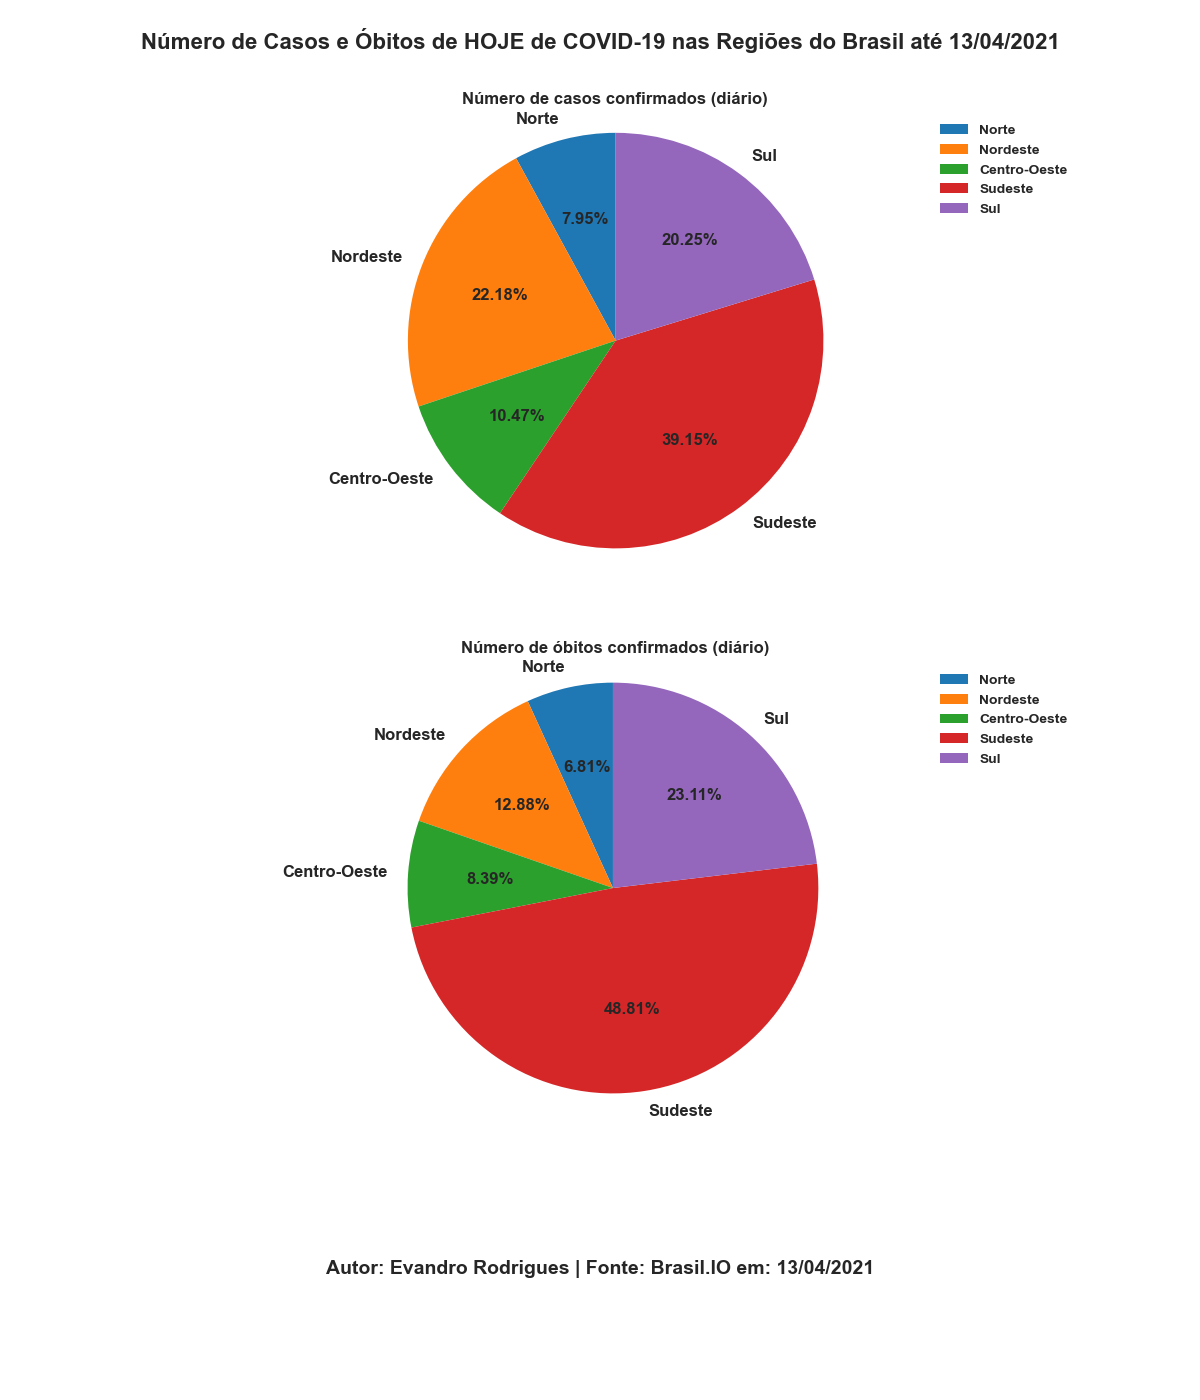 Número de Casos e Óbitos de HOJE de COVID-19 nas Regiões do Brasil até 13/04/2021
Número de casos confirmados (diário)
Norte
Sul
Nordeste
Centro-Oeste
Sudeste
7.95%
20.25%
22.18%
10.47%
39.15%
Norte
Nordeste
Centro-Oeste
Sudeste
Sul
Número de óbitos confirmados (diário)
Norte
Sul
Nordeste
Centro-Oeste
Sudeste
6.81%
23.11%
12.88%
8.39%
48.81%
Norte
Nordeste
Centro-Oeste
Sudeste
Sul
Autor: Evandro Rodrigues | Fonte: Brasil.IO em: 13/04/2021